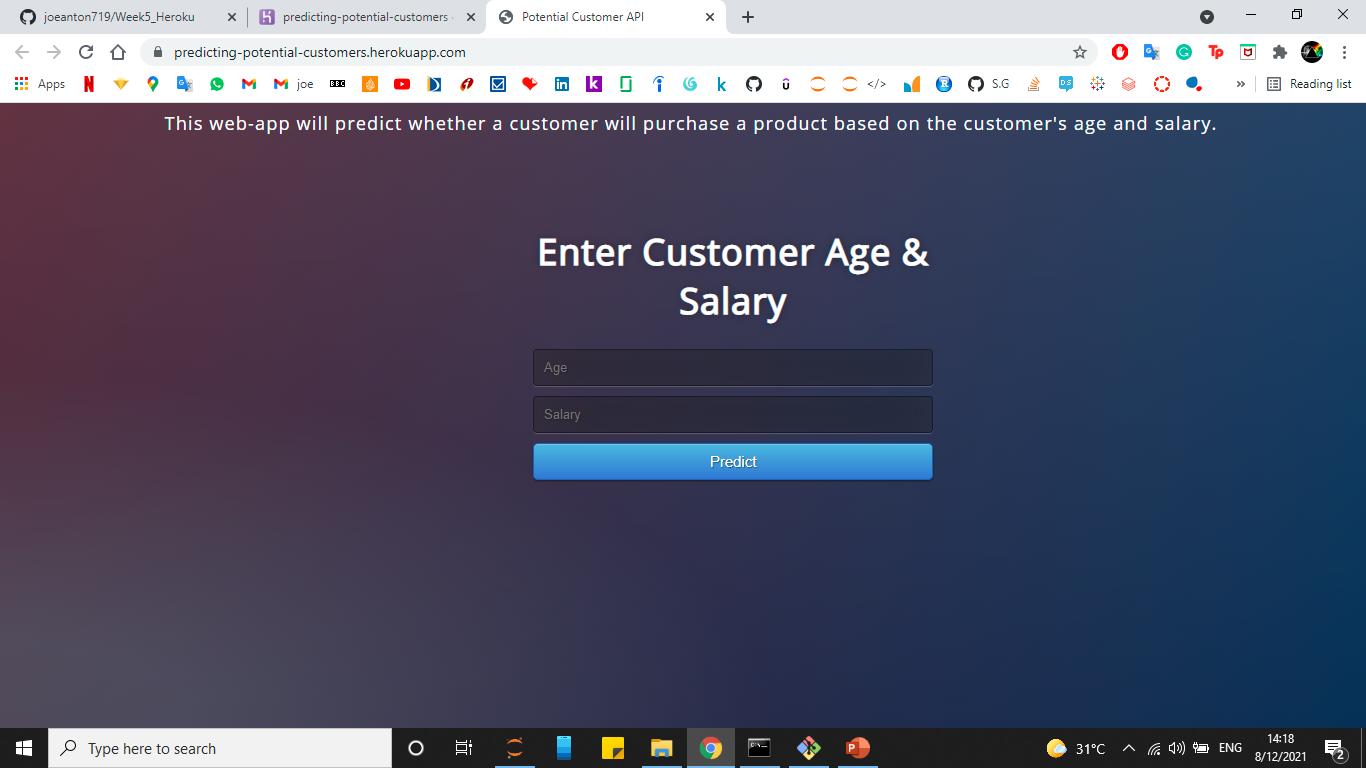 joeanton719/Week5_Heroku
predicting-potential-customers
Potential Customer API
predicting-potential-customers.herokuapp.com
Apps
joe
BBC
S.G
Reading list
This web-app will predict whether a customer will purchase a product based on the customer's age and salary.
Enter Customer Age &
Salary
Age
Salary
Predict
Type here to search
31°C
ENG
14:18
8/12/2021
2